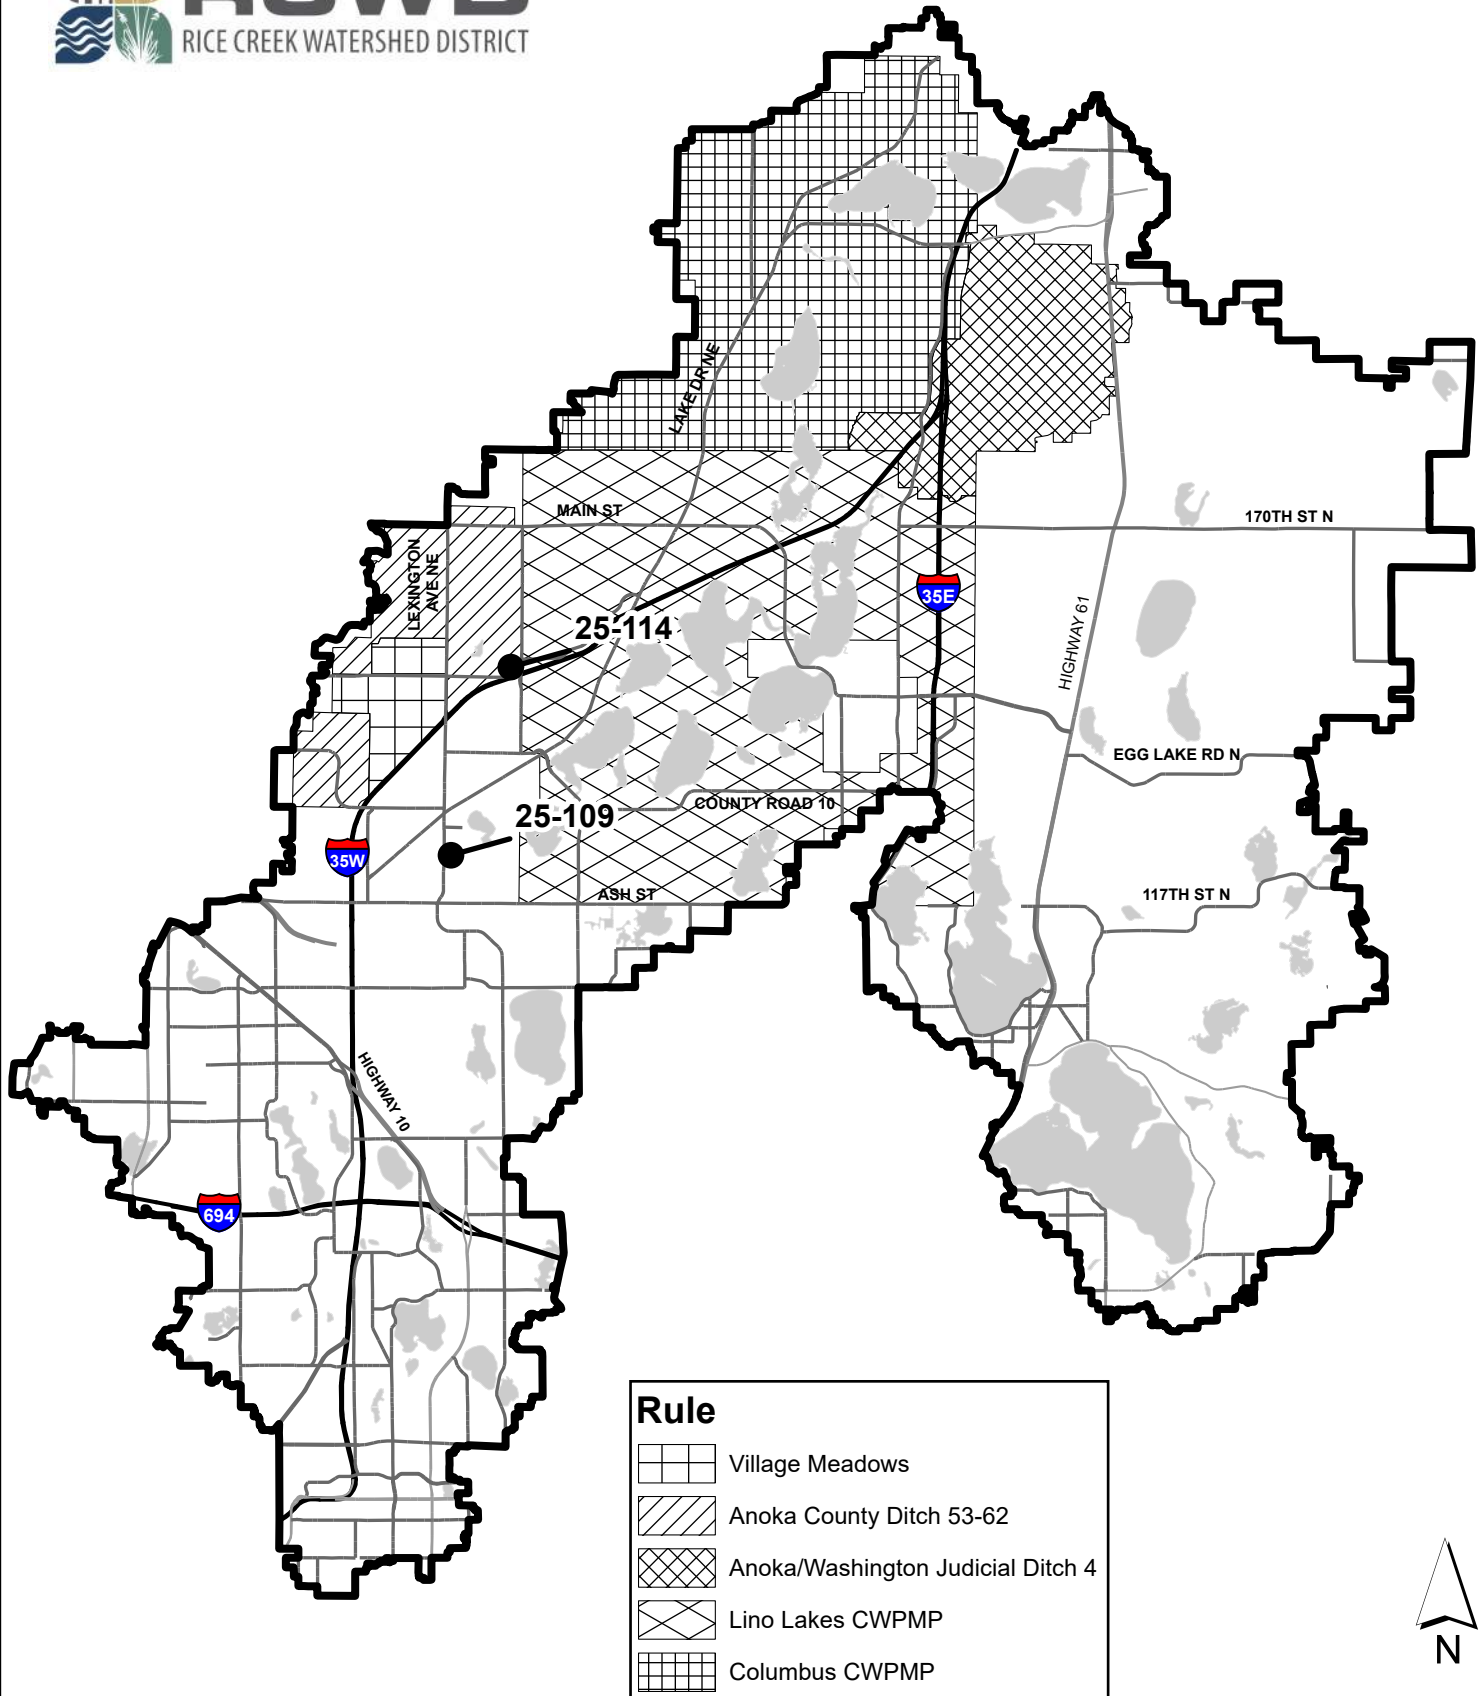 RCWD
RICE CREEK WATERSHED DISTRICT
LAKE DR NE
MAIN ST
170TH ST N
LEXINGTON
AVE NE
35E
25-114
HIGHWAY 61
EGG LAKE RD N
COUNTY ROAD 10
25-109
35W
ASH ST
117TH ST N
HIGHWAY 10
694
Rule
Village Meadows
Anoka County Ditch 53-62
Anoka/Washington Judicial Ditch 4
Lino Lakes CWPMP
Columbus CWPMP
N